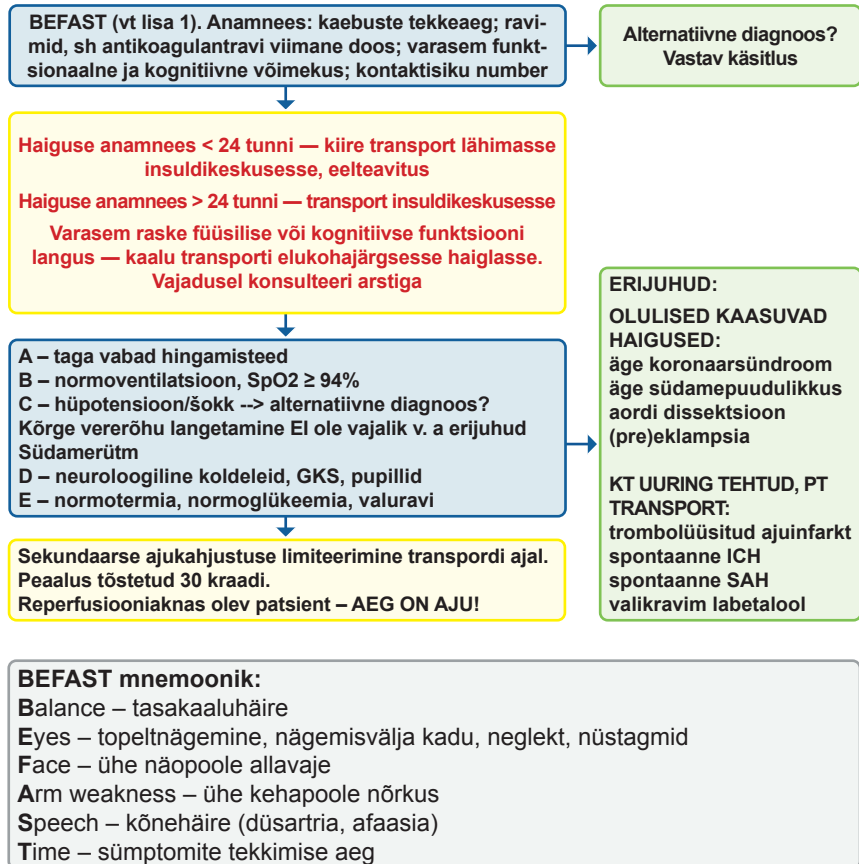 BEFAST (vt lisa 1). Anamnees: kaebuste tekkeaeg; ravi-
mid, sh antikoagulantravi viimane doos; varasem funkt-
sionaalne ja kognitiivne võimekus; kontaktisiku number
Alternatiivne diagnoos?
Vastav käsitlus
Haiguse anamnees < 24 tunni — kiire transport lähimasse
insuldikeskusesse, eelteavitus
Haiguse anamnees > 24 tunni — transport insuldikeskusesse
Varasem raske füüsilise või kognitiivse funktsiooni
langus — kaalu transporti elukohajärgsesse haiglasse.
Vajadusel konsulteeri arstiga
A – taga vabad hingamisteed
B – normoventilatsioon, SpO2 ≥ 94%
C – hüpotensioon/šokk --> alternatiivne diagnoos?
Kõrge vererõhu langetamine EI ole vajalik v. a erijuhud
Südamerütm
D – neuroloogiline koldeleid, GKS, pupillid
E – normotermia, normoglükeemia, valuravi
ERIJUHUD:
OLULISED KAASUVAD
HAIGUSED:
äge koronaarsündroom
äge südamepuudulikkus
aordi dissektsioon
(pre)eklampsia
KT UURING TEHTUD, PT
TRANSPORT:
trombolüüsitud ajuinfarkt
spontaanne ICH
spontaanne SAH
valikravim labetalool
Sekundaarse ajukahjustuse limiteerimine transpordi ajal.
Peaalus tõstetud 30 kraadi.
Reperfusiooniaknas olev patsient – AEG ON AJU!
BEFAST mnemoonik:
Balance – tasakaaluhäire
Eyes – topeltnägemine, nägemisvälja kadu, neglekt, nüstagmid
Face – ühe näopoole allavaje
Arm weakness – ühe kehapoole nõrkus
Speech – kõnehäire (düsartria, afaasia)
Time – sümptomite tekkimise aeg